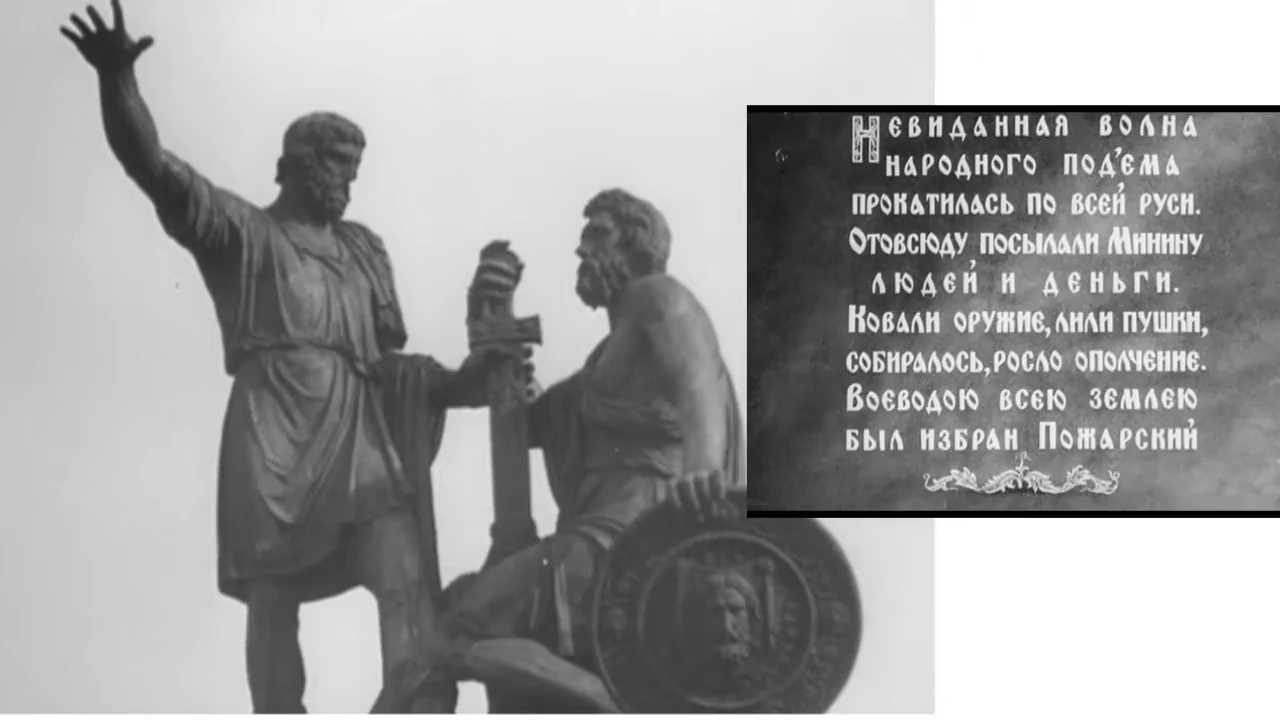 Невиданная волна
народного под'ема
прокатилась по всей руси.
Отовсюду посылали Минину
людей и деньги.
Ковали оружие, лили пушки,
собиралось, росло ополчение.
Воеводою всею землею
был избран Пожарский